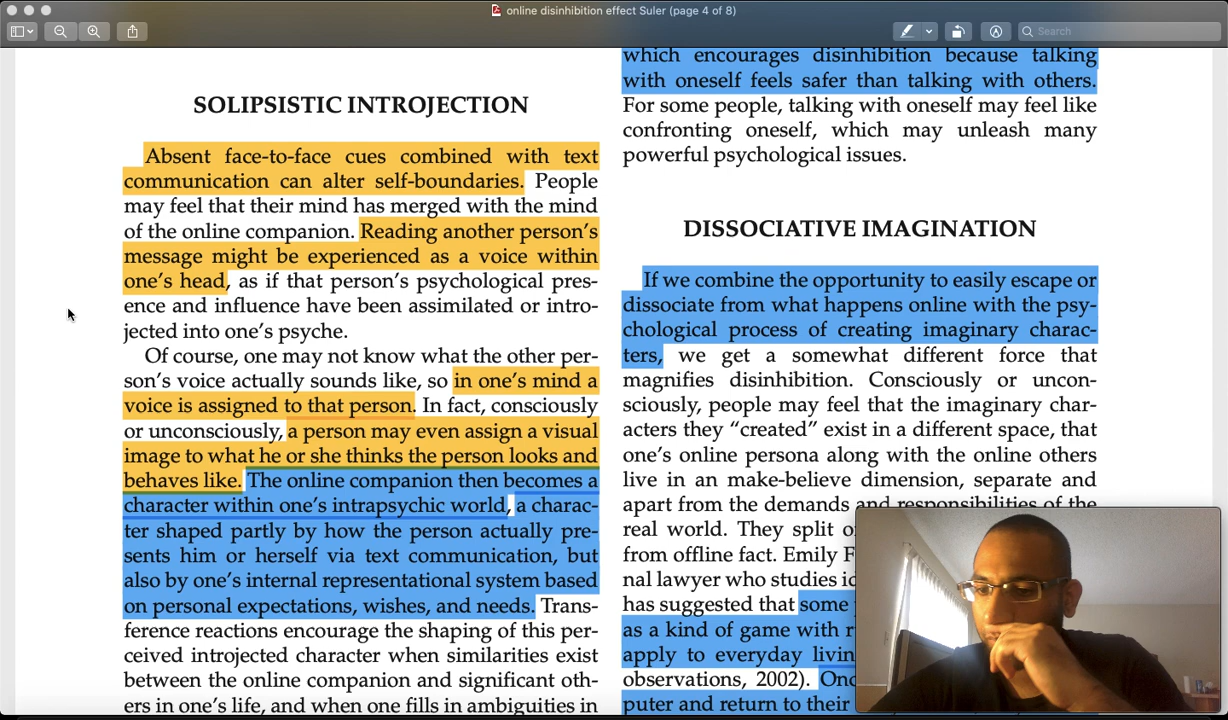 online disinhibition effect Suler (page 4 of 8)
Search
SOLIPSISTIC INTROJECTION
Absent face-to-face cues combined with text
communication can alter self-boundaries. People
may feel that their mind has merged with the mind
of the online companion. Reading another person's
message might be experienced as a voice within
one's head, as if that person's psychological pres-
ence and influence have been assimilated or intro-
jected into one's psyche.
Of course, one may not know what the other per-
son's voice actually sounds like, so in one's mind a
voice is assigned to that person. In fact, consciously
or unconsciously, a person may even assign a visual
image to what he or she thinks the person looks and
behaves like. The online companion then becomes a
character within one's intrapsychic world, a charac-
ter shaped partly by how the person actually pre-
sents him or herself via text communication, but
also by one's internal representational system based
on personal expectations, wishes, and needs. Trans-
ference reactions encourage the shaping of this per-
ceived introjected character when similarities exist
between the online companion and significant oth-
ers in one's life, and when one fills in ambiguities in
which encourages disinhibition because talking
with oneself feels safer than talking with others.
For some people, talking with oneself may feel like
confronting oneself, which may unleash many
powerful psychological issues.
DISSOCIATIVE IMAGINATION
If we combine the opportunity to easily escape or
dissociate from what happens online with the psy-
chological process of creating imaginary charac-
ters, we get a somewhat different force that
magnifies disinhibition. Consciously or uncon-
sciously, people may feel that the imaginary char-
acters they "created" exist in a different space, that
one's online persona along with the online others
live in an make-believe dimension, separate and
apart from the demands and responsibilities of the
real world. They split
from offline fact. Emily
nal lawyer who studies
has suggested that some
as a kind of game with
apply to everyday
observations, 2002).
puter and return to their